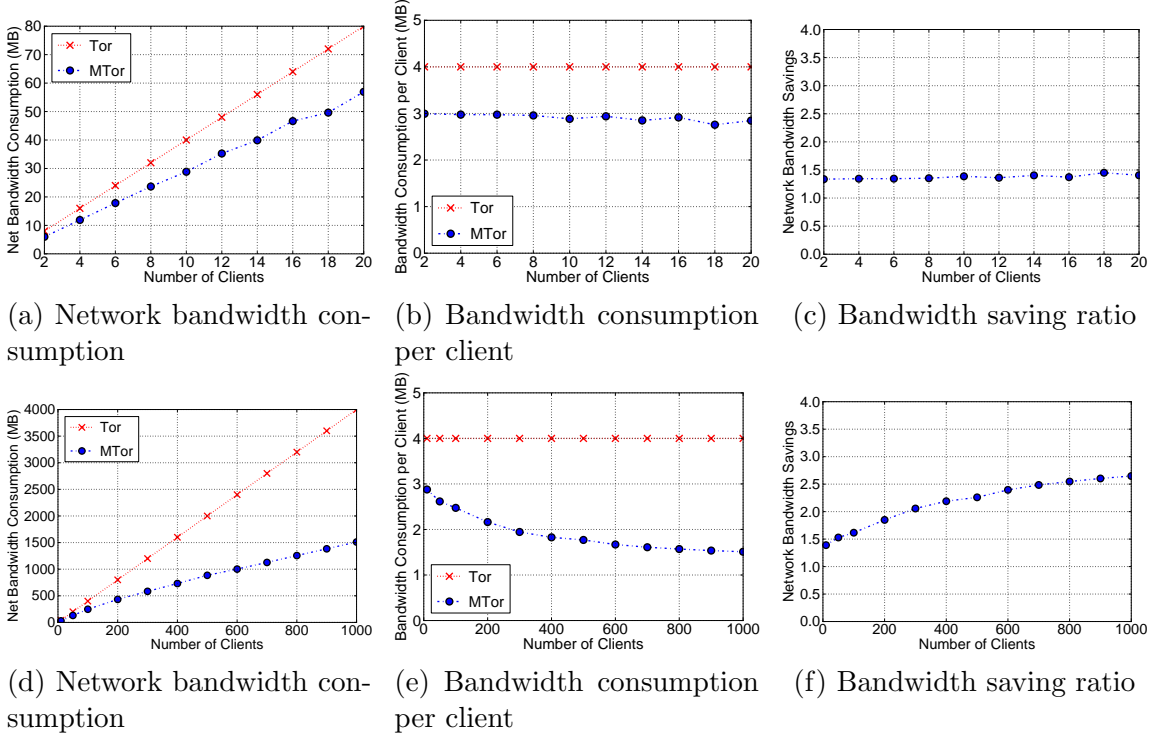 Net Bandwidth Consumption (MB)
80
70
60
50
40
30
20
10
0
Tor
MTor
2 4 6 8 10 12 14 16 18 20
Number of Clients
Bandwidth Consumption per Client (MB)
5
4
3
2
1
0
Tor
MTor
2 4 6 8 10 12 14 16 18 20
Number of Clients
Network Bandwidth Savings
4.0
3.5
3.0
2.5
2.0
1.5
1.0
0.5
0.0
2 4 6 8 10 12 14 16 18 20
Number of Clients
(a) Network bandwidth con-
sumption
(b) Bandwidth consumption
per client
(c) Bandwidth saving ratio
Net Bandwidth Consumption (MB)
4000
3500
3000
2500
2000
1500
1000
500
0
Tor
MTor
0 200 400 600 800 1000
Number of Clients
Bandwidth Consumption per Client (MB)
5
4
3
2
1
0
Tor
MTor
0 200 400 600 800 1000
Number of Clients
Network Bandwidth Savings
4.0
3.5
3.0
2.5
2.0
1.5
1.0
0.5
0.0
0 200 400 600 800 1000
Number of Clients
(d) Network bandwidth con-
sumption
(e) Bandwidth consumption
per client
(f) Bandwidth saving ratio